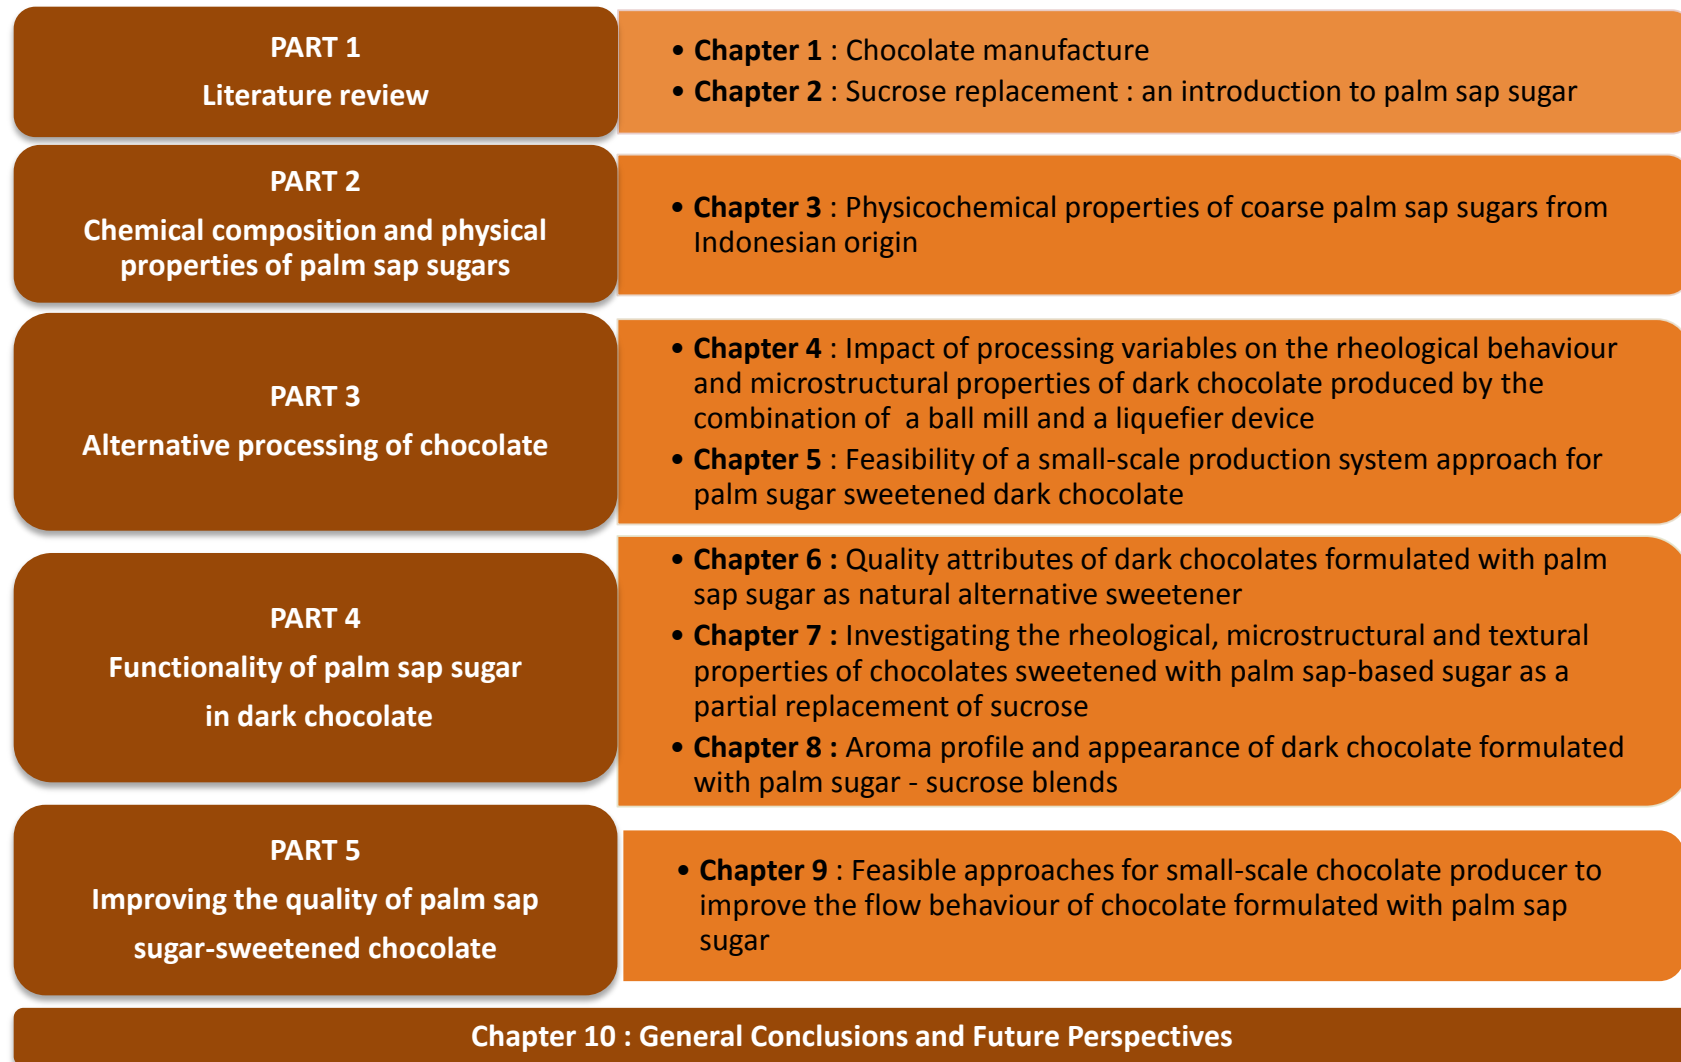 PART 1
Literature review
• Chapter 1 : Chocolate manufacture
• Chapter 2 : Sucrose replacement : an introduction to palm sap sugar
PART 2
Chemical composition and physical
properties of palm sap sugars
• Chapter 3 : Physicochemical properties of coarse palm sap sugars from
Indonesian origin
PART 3
Alternative processing of chocolate
• Chapter 4 : Impact of processing variables on the rheological behaviour
and microstructural properties of dark chocolate produced by the
combination of  a ball mill and a liquefier device
• Chapter 5 : Feasibility of a small-scale production system approach for
palm sugar sweetened dark chocolate
PART 4
Functionality of palm sap sugar
in dark chocolate
• Chapter 6 : Quality attributes of dark chocolates formulated with palm
sap sugar as natural alternative sweetener
• Chapter 7 : Investigating the rheological, microstructural and textural
properties of chocolates sweetened with palm sap-based sugar as a
partial replacement of sucrose
• Chapter 8 : Aroma profile and appearance of dark chocolate formulated
with palm sugar - sucrose blends
PART 5
Improving the quality of palm sap
sugar-sweetened chocolate
• Chapter 9 : Feasible approaches for small-scale chocolate producer to
improve the flow behaviour of chocolate formulated with palm sap
sugar
Chapter 10 : General Conclusions and Future Perspectives